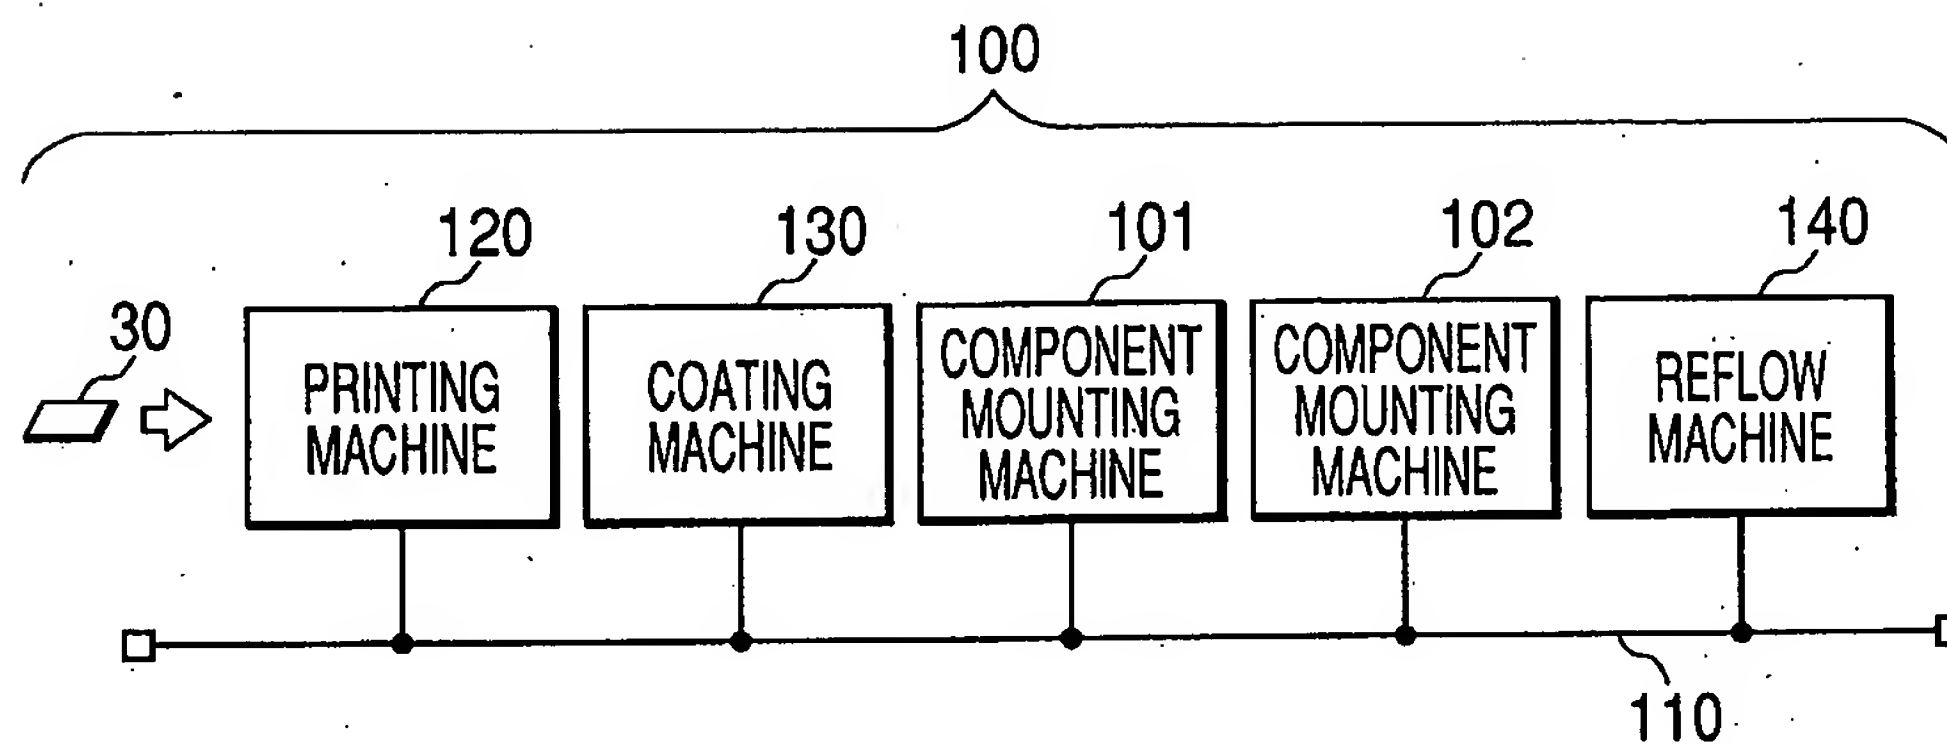 100
120
130
101
102
140
30
PRINTING
MACHINE
COATING
MACHINE
COMPONENT
MOUNTING
MACHINE
COMPONENT
MOUNTING
MACHINE
REFLOW
MACHINE
110